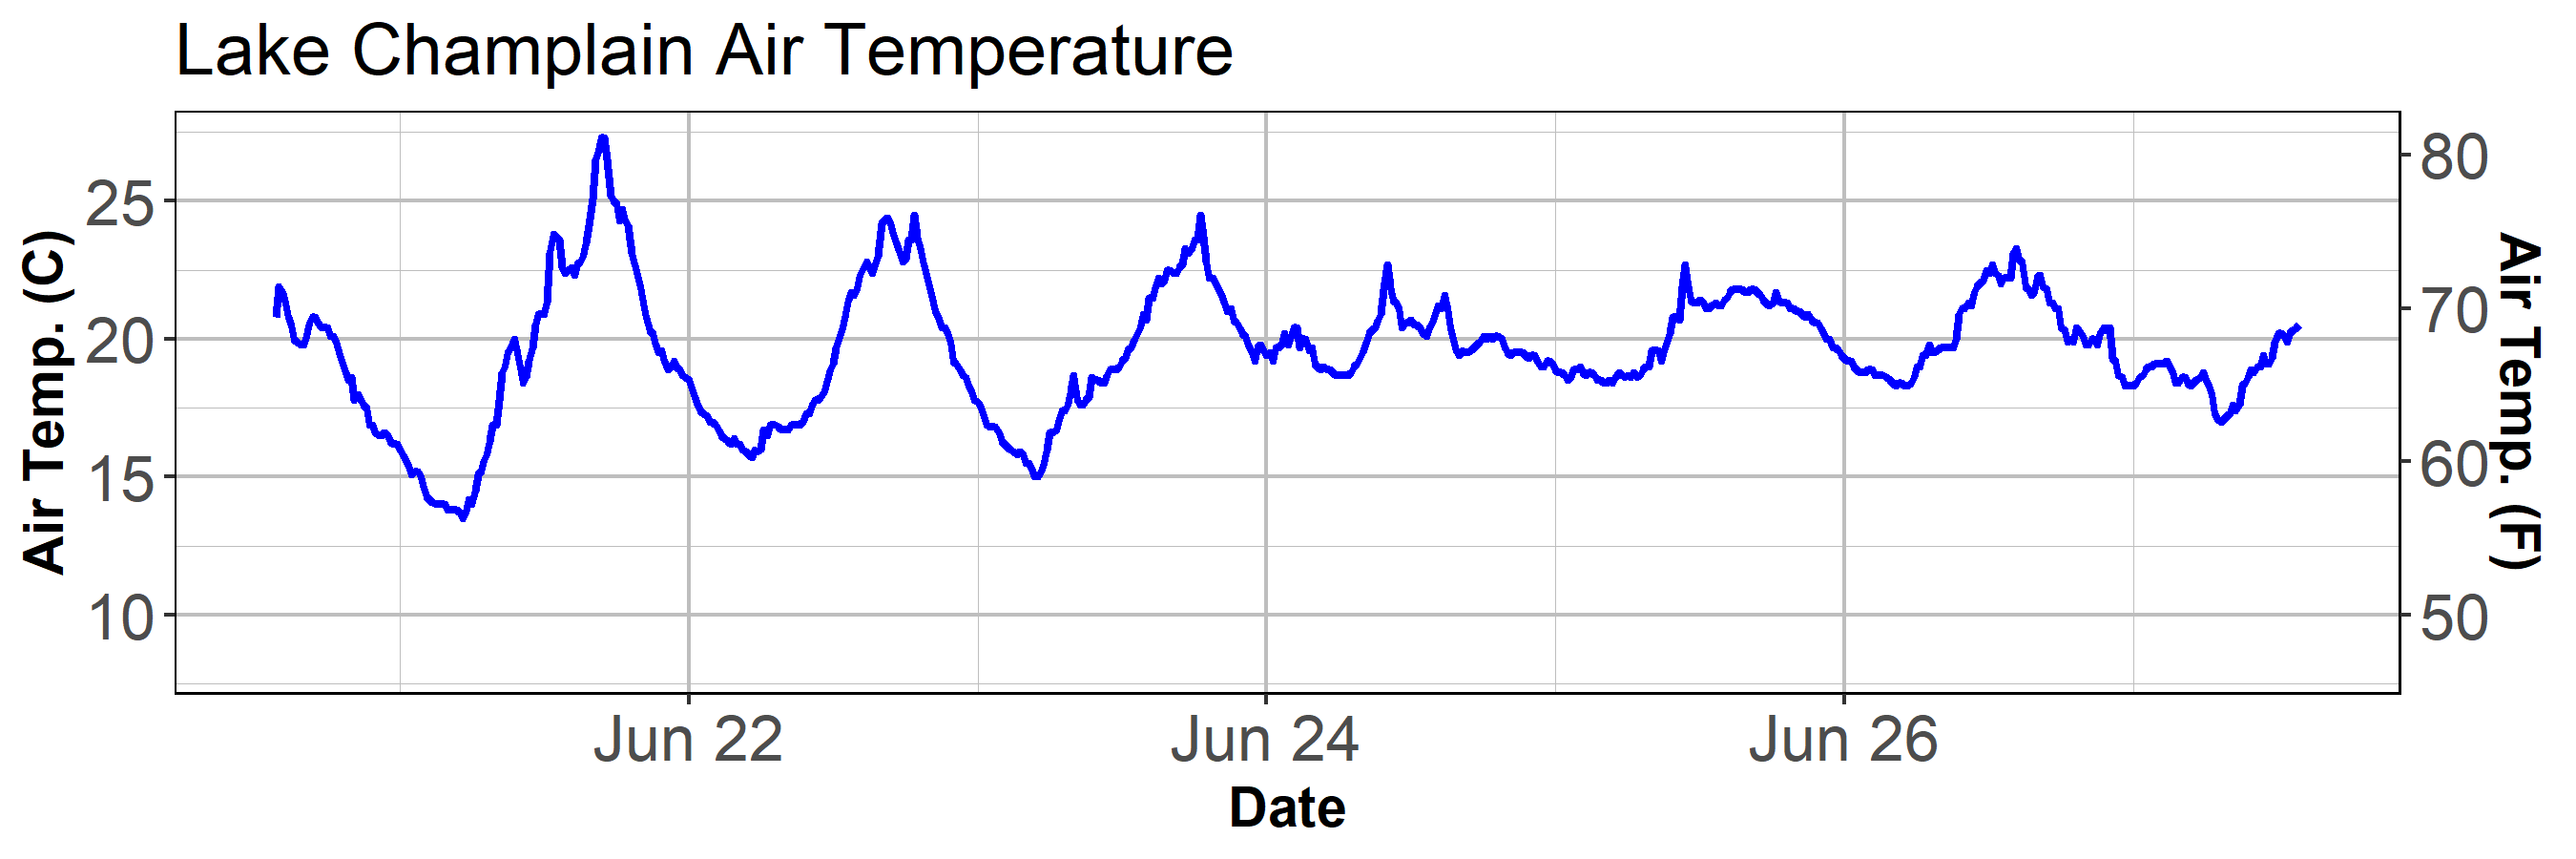 Lake Champlain Air Temperature
Air Temp. (C)
25
20
15
10
80
70
60
50
Air Temp. (F)
Jun 22
Jun 24
Jun 26
Date